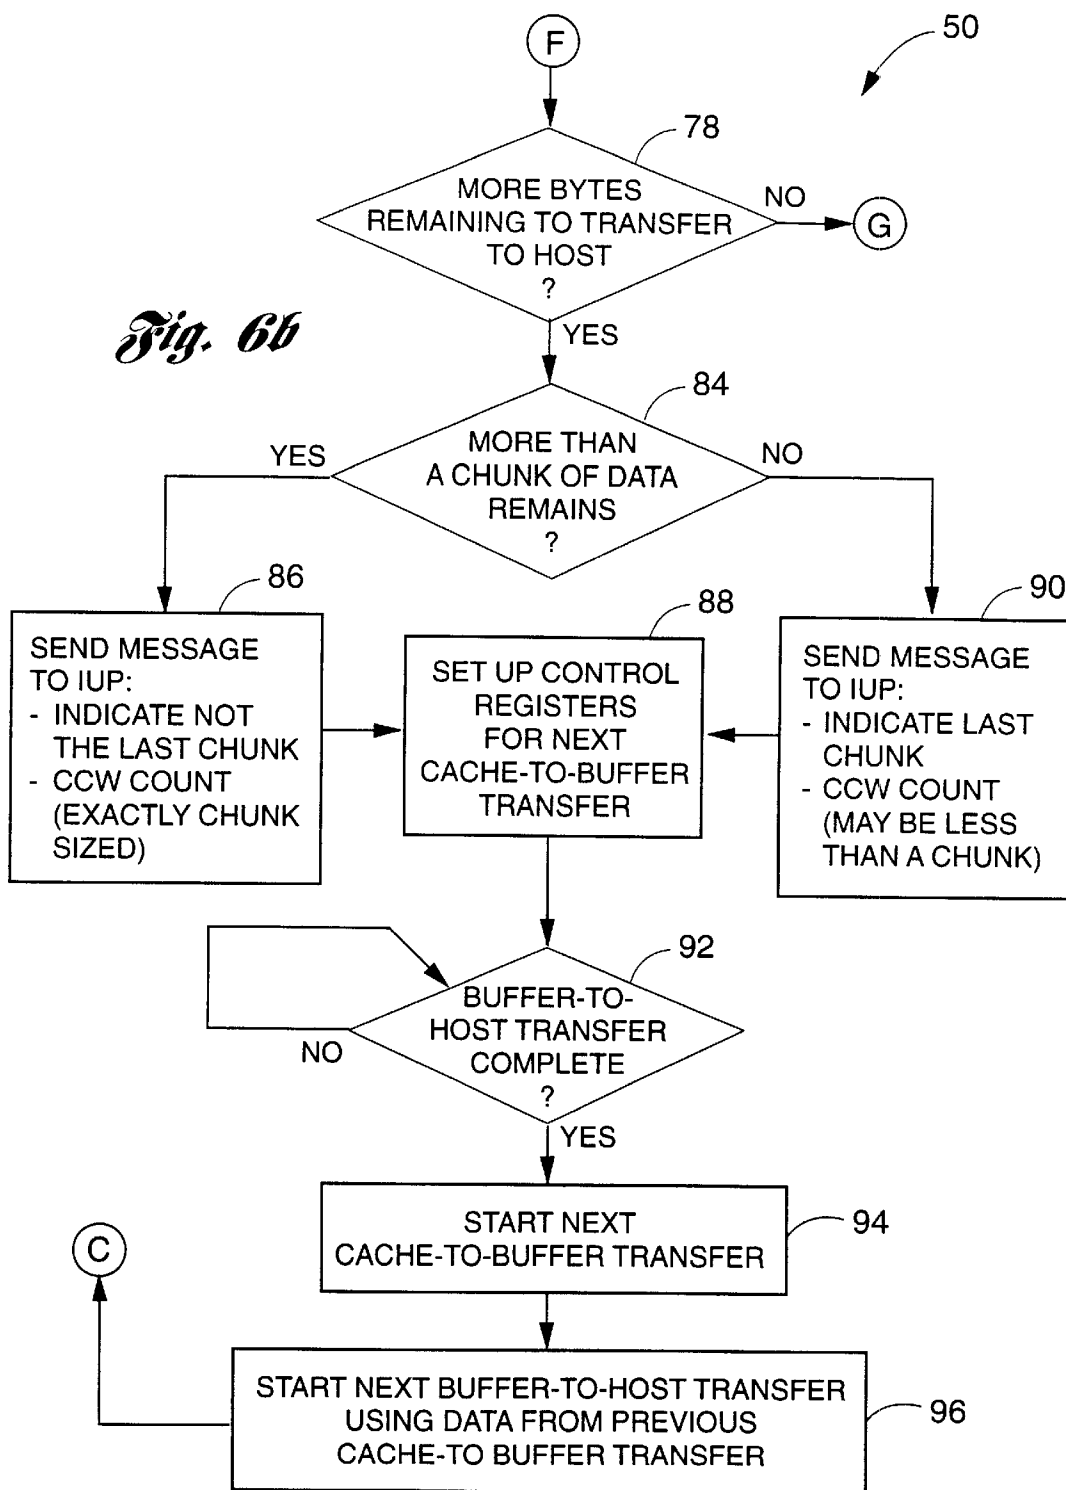 F
50
78
MORE BYTES
REMAINING TO TRANSFER
TO HOST
?
NO
G
YES
Fig. 6b
84
MORE THAN
A CHUNK OF DATA
REMAINS
?
YES
NO
86
SEND MESSAGE
TO IUP:
- INDICATE NOT
THE LAST CHUNK
- CCW COUNT
(EXACTLY CHUNK
SIZED)
88
SET UP CONTROL
REGISTERS
FOR NEXT
CACHE-TO-BUFFER
TRANSFER
90
SEND MESSAGE
TO IUP:
- INDICATE LAST
CHUNK
- CCW COUNT
(MAY BE LESS
THAN A CHUNK)
92
BUFFER-TO-
HOST TRANSFER
COMPLETE
?
NO
YES
94
START NEXT
CACHE-TO-BUFFER TRANSFER
C
96
START NEXT BUFFER-TO-HOST TRANSFER
USING DATA FROM PREVIOUS
CACHE-TO BUFFER TRANSFER